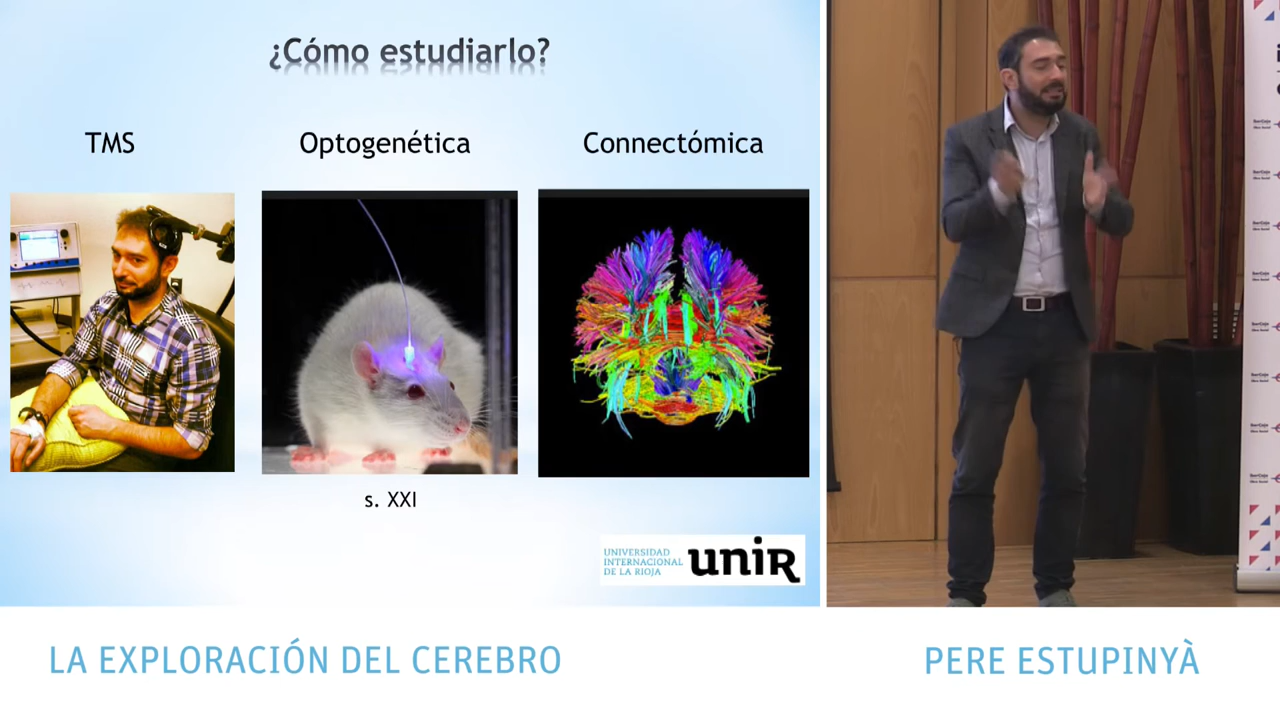 ¿Cómo estudiarlo?
TMS
Optogenética
Connectómica
s. XXI
UNIVERSIDAD
INTERNACIONAL
DE LA RIOJA
unir
LA EXPLORACIÓN DEL CEREBRO
PERE ESTUPINYÀ